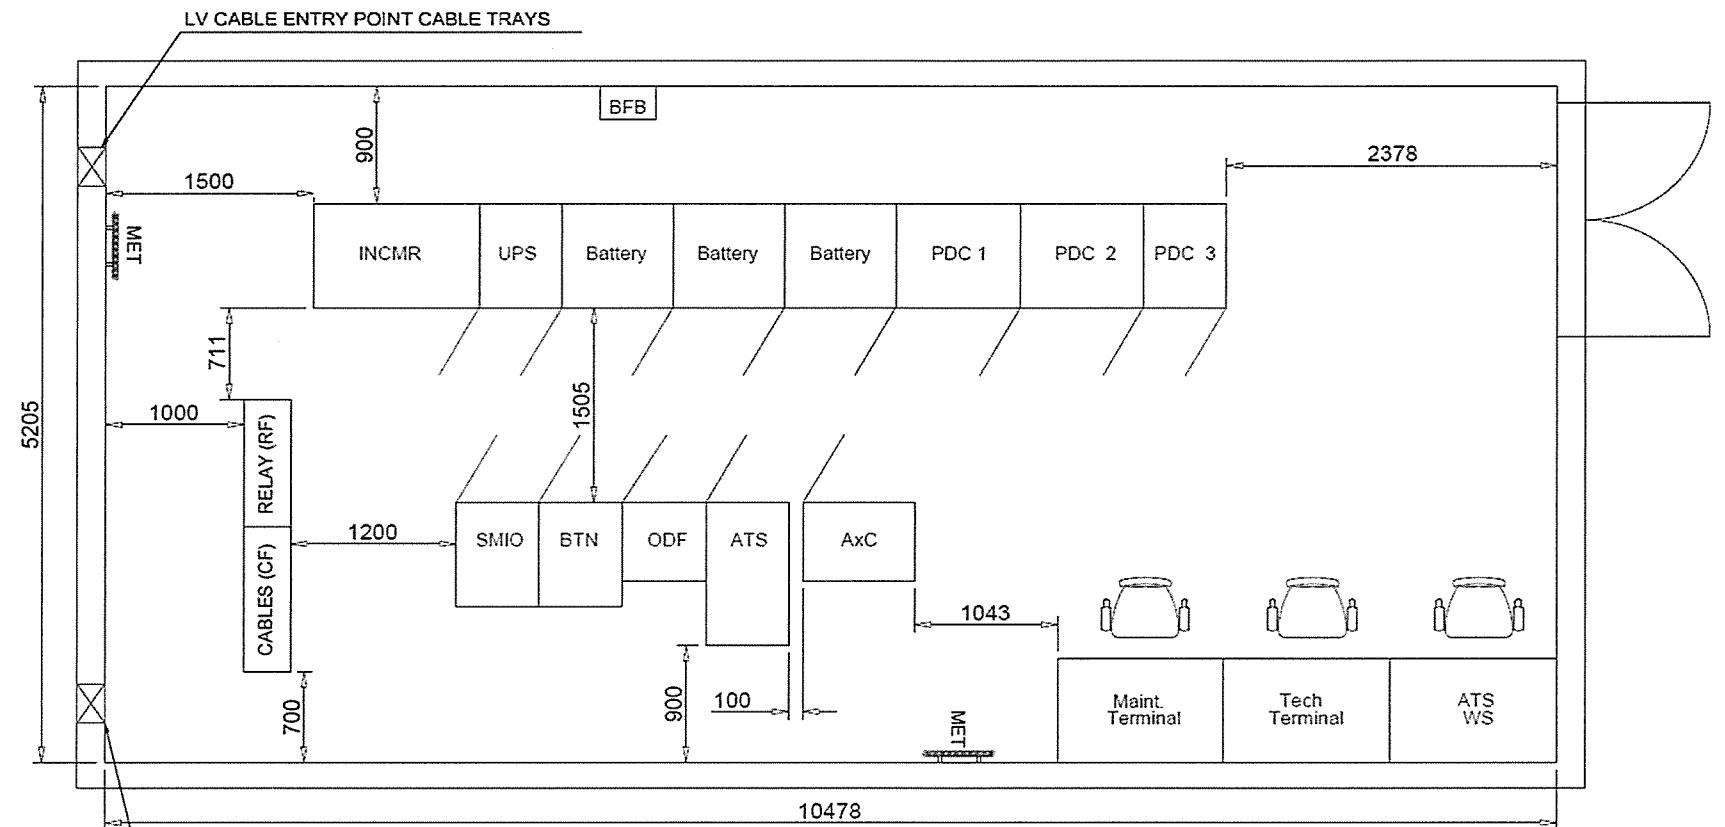 LV CABLE ENTRY POINT CABLE TRAYS
BFB
900
2378
1500
MET
INCMR
UPS
Battery
Battery
Battery
PDC 1
PDC 2
PDC 3
711
1505
5205
1000
RELAY (RF)
CABLES (CF)
1200
SMIO
BTN
ODF
ATS
AxC
1043
700
900
100
MET
Maint.
Terminal
Tech
Terminal
ATS
WS
10478